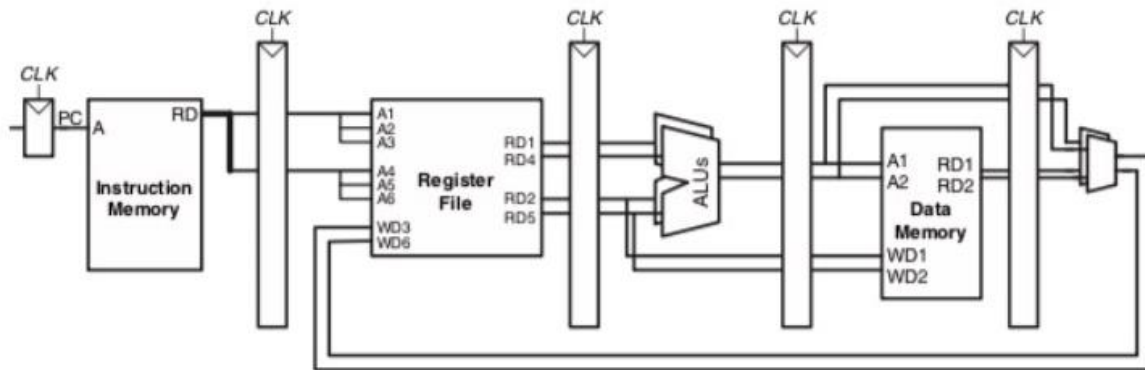 CLK
CLK
CLK
CLK
CLK
PC
A
RD
Instruction
Memory
A1
A2
A3
A4
A5
A6
WD3
WD6
Register
File
RD1
RD4
RD2
RD5
ALUs
A1
A2
RD1
RD2
Data
Memory
WD1
WD2